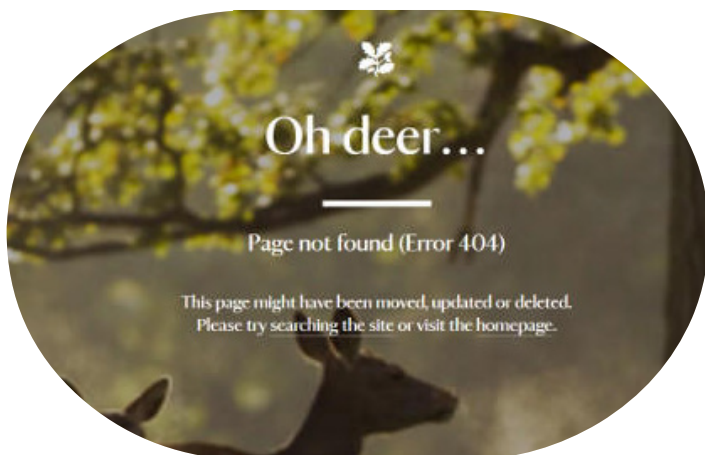 Oh deer...
Page not found (Error 404)
This page might have been moved, updated or deleted.
Please try searching the site or visit the homepage.